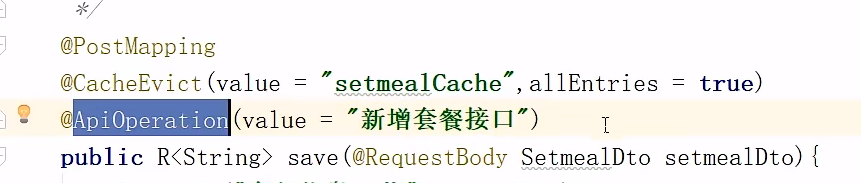 */
@PostMapping
@CacheEvict(value = "setmealCache",allEntries = true)
@ApiOperation(value = "新增套餐接口")
public R<String> save(@RequestBody SetmealDto setmealDto){